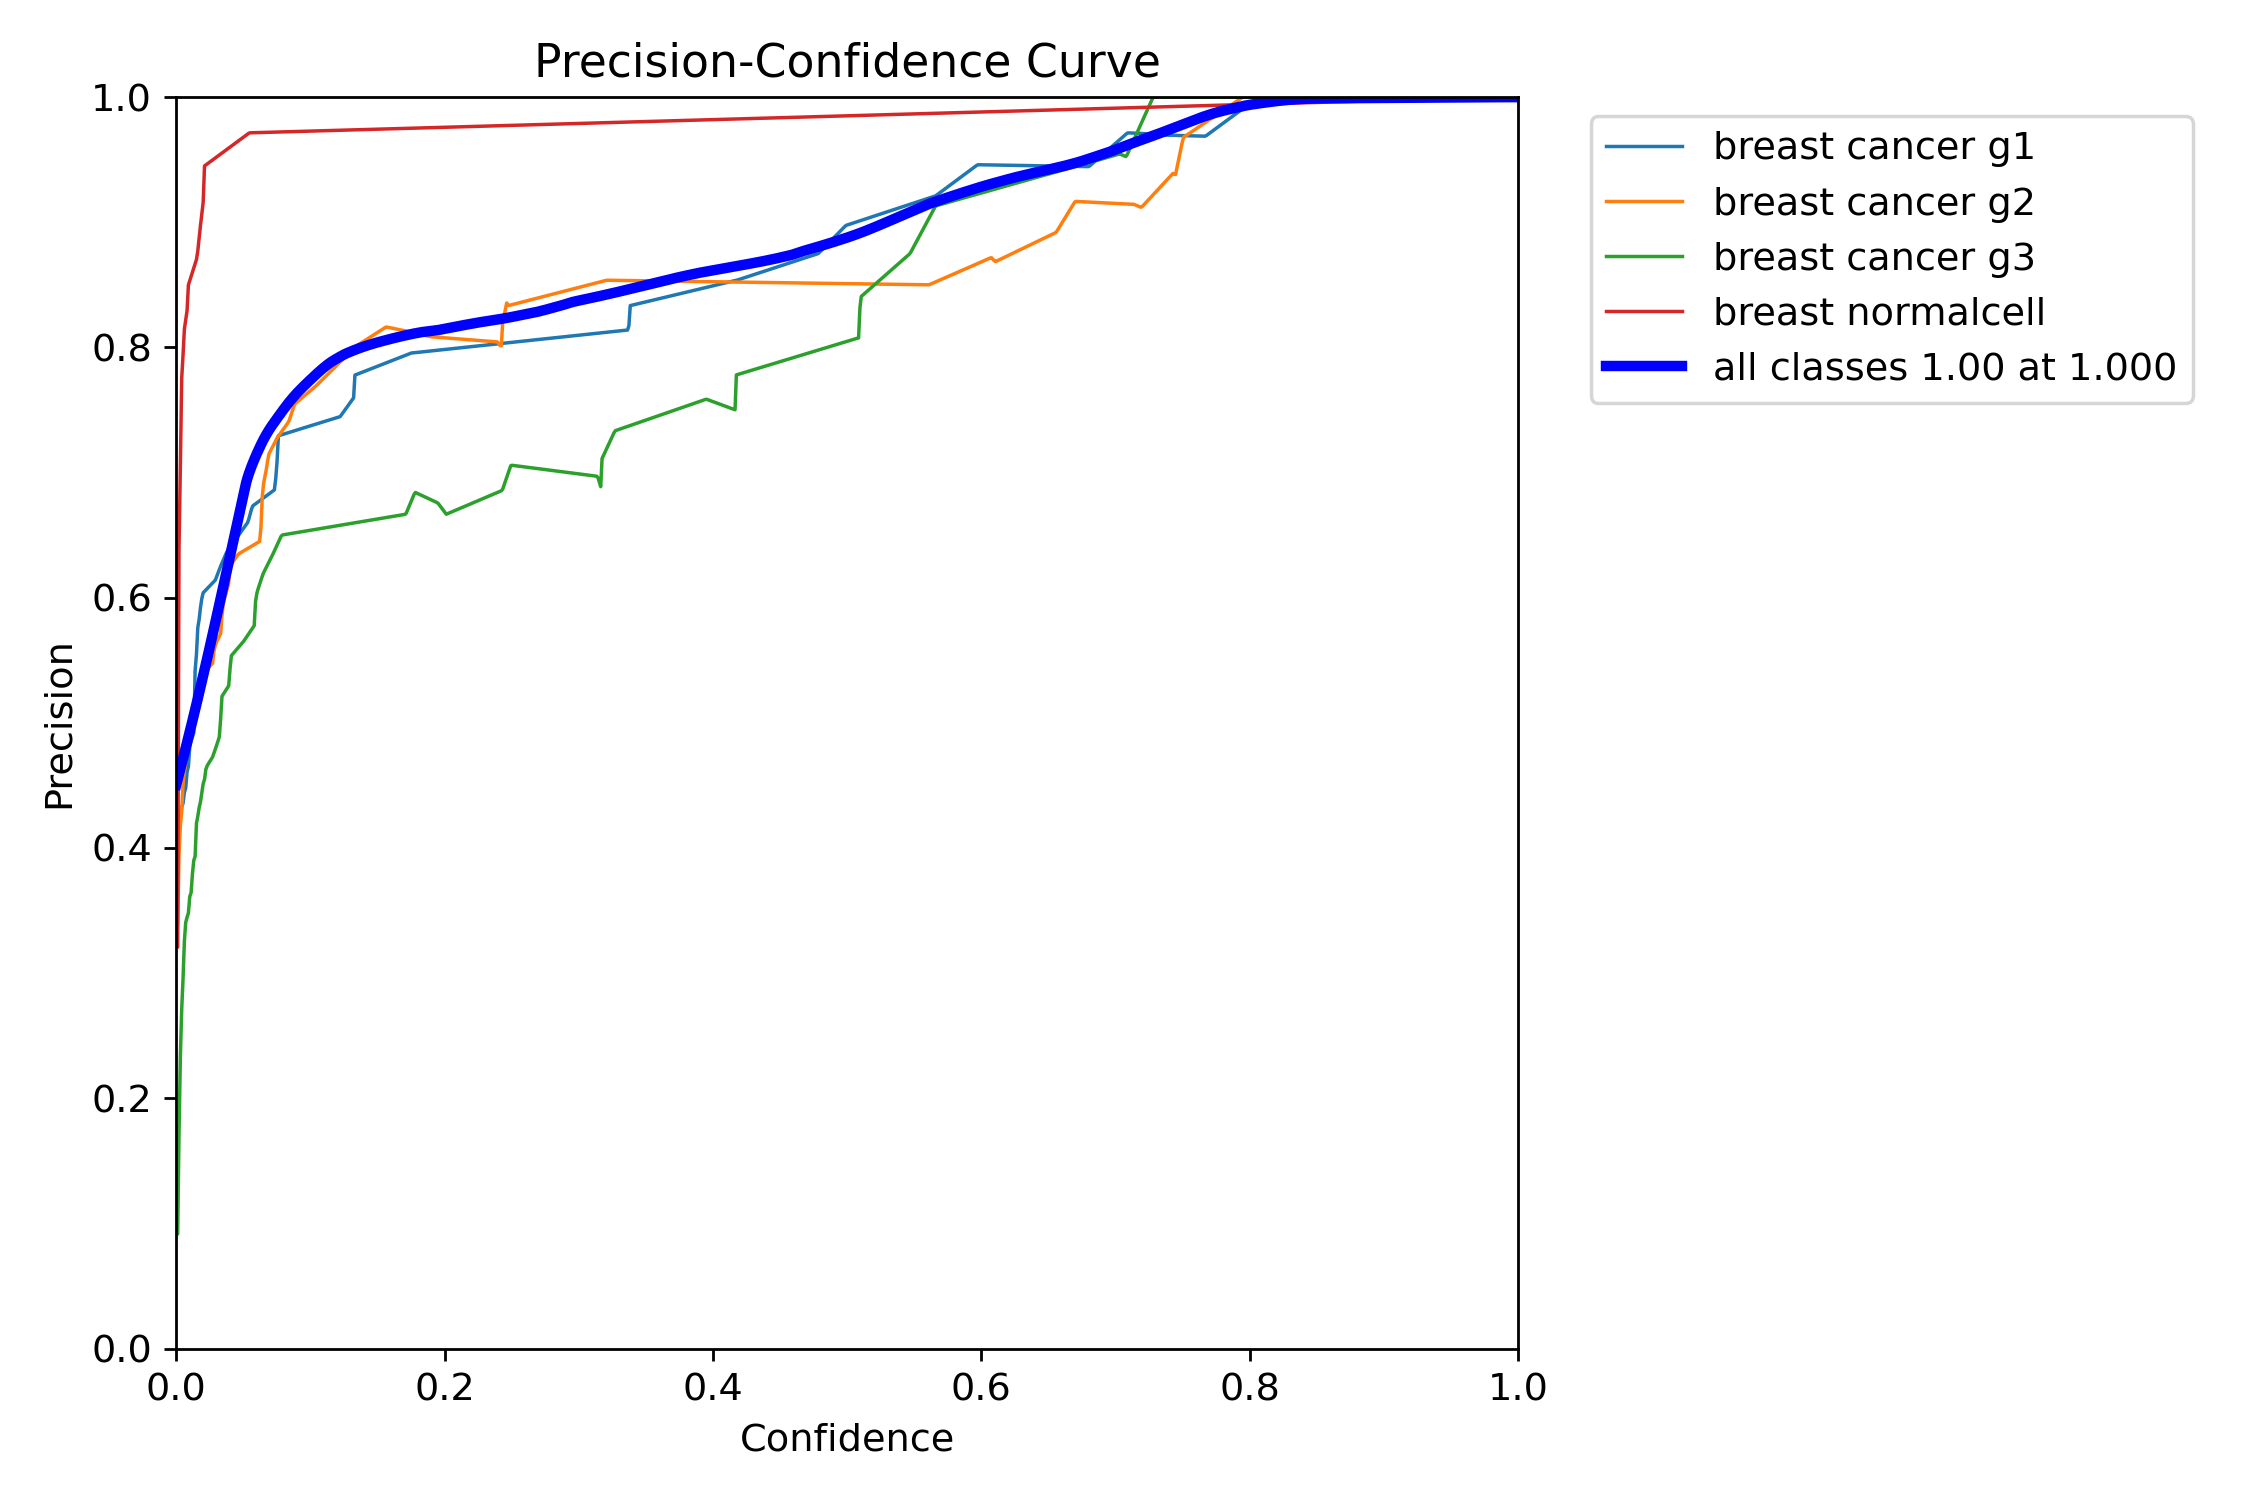 Precision-Confidence Curve
1.0
0.8
0.6
0.4
0.2
0.0
Precision
0.0 0.2 0.4 0.6 0.8 1.0
Confidence
breast cancer g1
breast cancer g2
breast cancer g3
breast normalcell
all classes 1.00 at 1.000